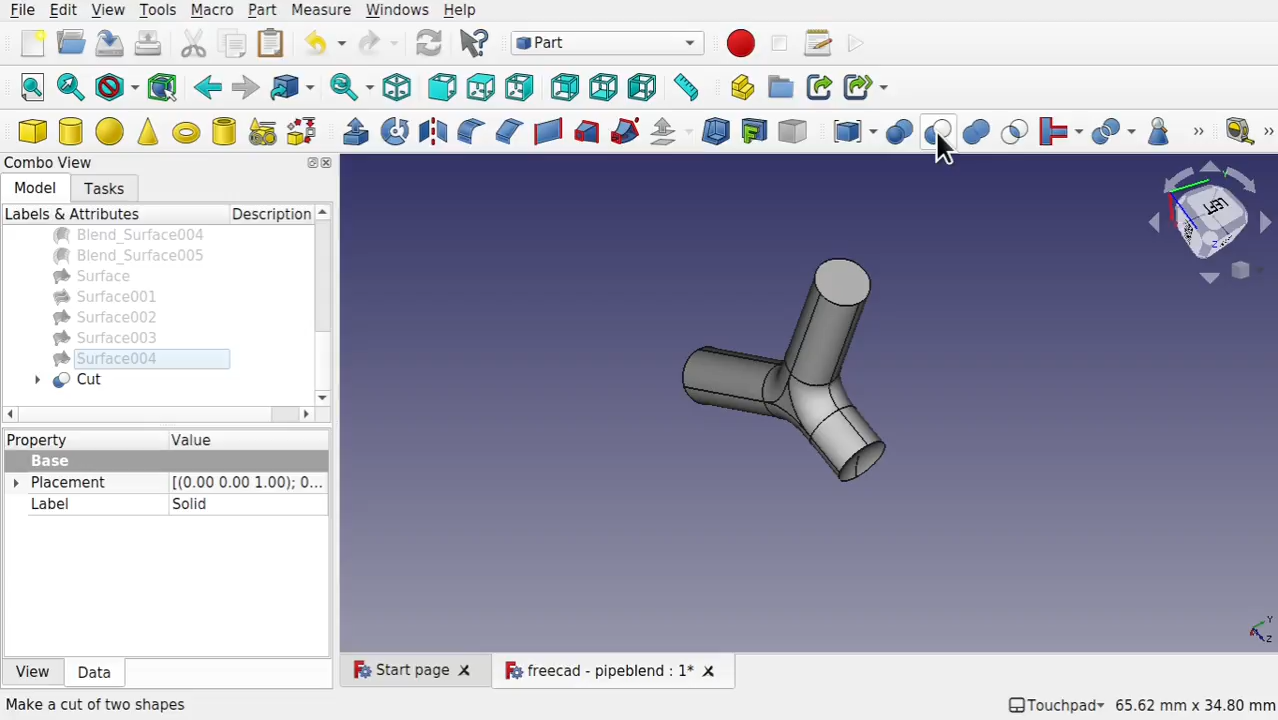 File Edit View Tools Macro Part Measure Windows Help
Part
Combo View
Model Tasks
Labels & Attributes Description
Blend_Surface004
Blend_Surface005
Surface
Surface001
Surface002
Surface003
Surface004
Cut
Property Value
Base
Placement [(0.00 0.00 1.00); 0...
Label Solid
View Data
Start page freecad - pipeblend : 1*
Make a cut of two shapes Touchpad 65.62 mm x 34.80 mm